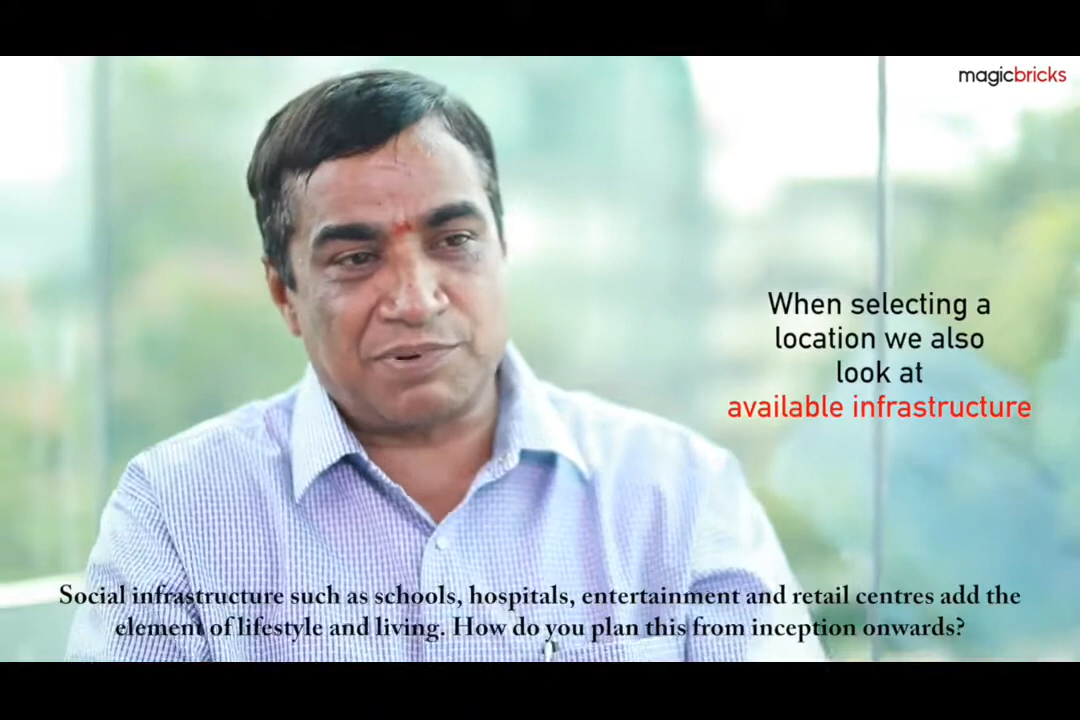 magicbricks
When selecting a
location we also
look at
available infrastructure
Social infrastructure such as schools, hospitals, entertainment and retail centres add the
element of lifestyle and living. How do you plan this from inception onwards?